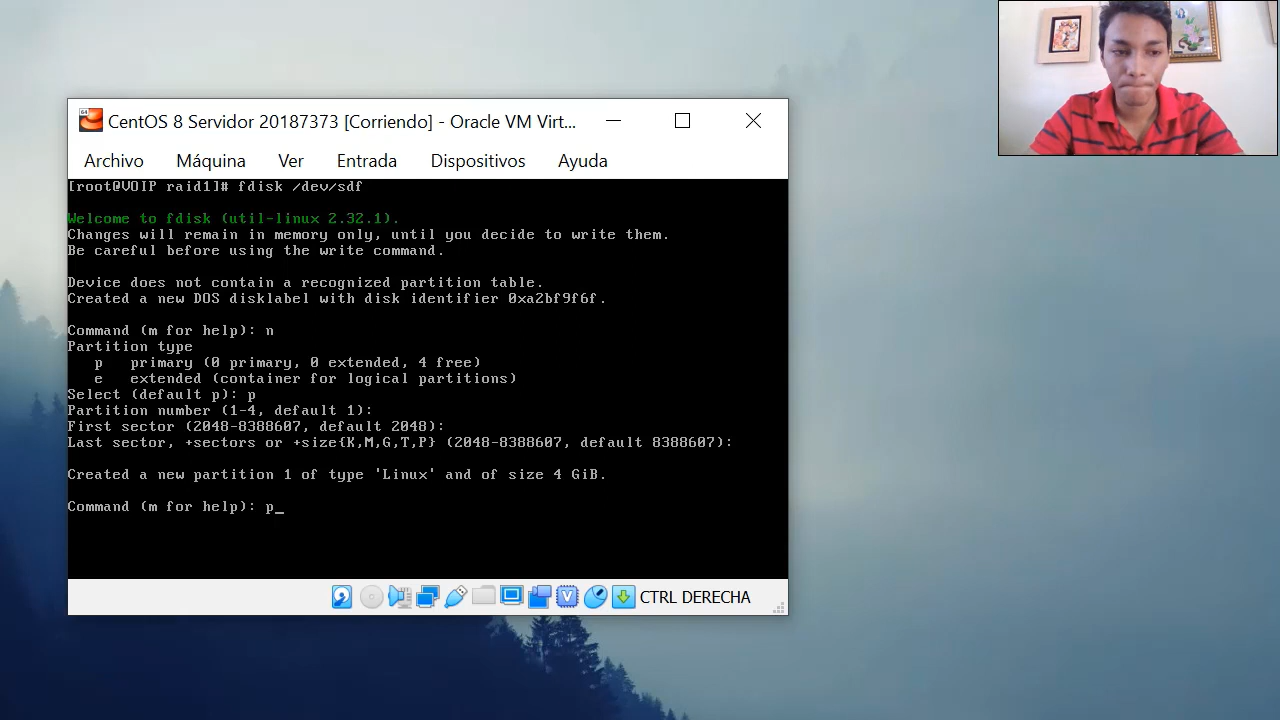 CentOS 8 Servidor 20187373 [Corriendo] - Oracle VM Virt...
Archivo Máquina Ver Entrada Dispositivos Ayuda
[root@VOIP raid1]# fdisk /dev/sdf
Welcome to fdisk (util-linux 2.32.1).
Changes will remain in memory only, until you decide to write them.
Be careful before using the write command.
Device does not contain a recognized partition table.
Created a new DOS disklabel with disk identifier 0xa2bf9f6f.
Command (m for help): n
Partition type
p primary (0 primary, 0 extended, 4 free)
e extended (container for logical partitions)
Select (default p): p
Partition number (1-4, default 1):
First sector (2048-8388607, default 2048):
Last sector, +sectors or +size{K,M,G,T,P} (2048-8388607, default 8388607):
Created a new partition 1 of type 'Linux' and of size 4 GiB.
Command (m for help): p_
CTRL DERECHA